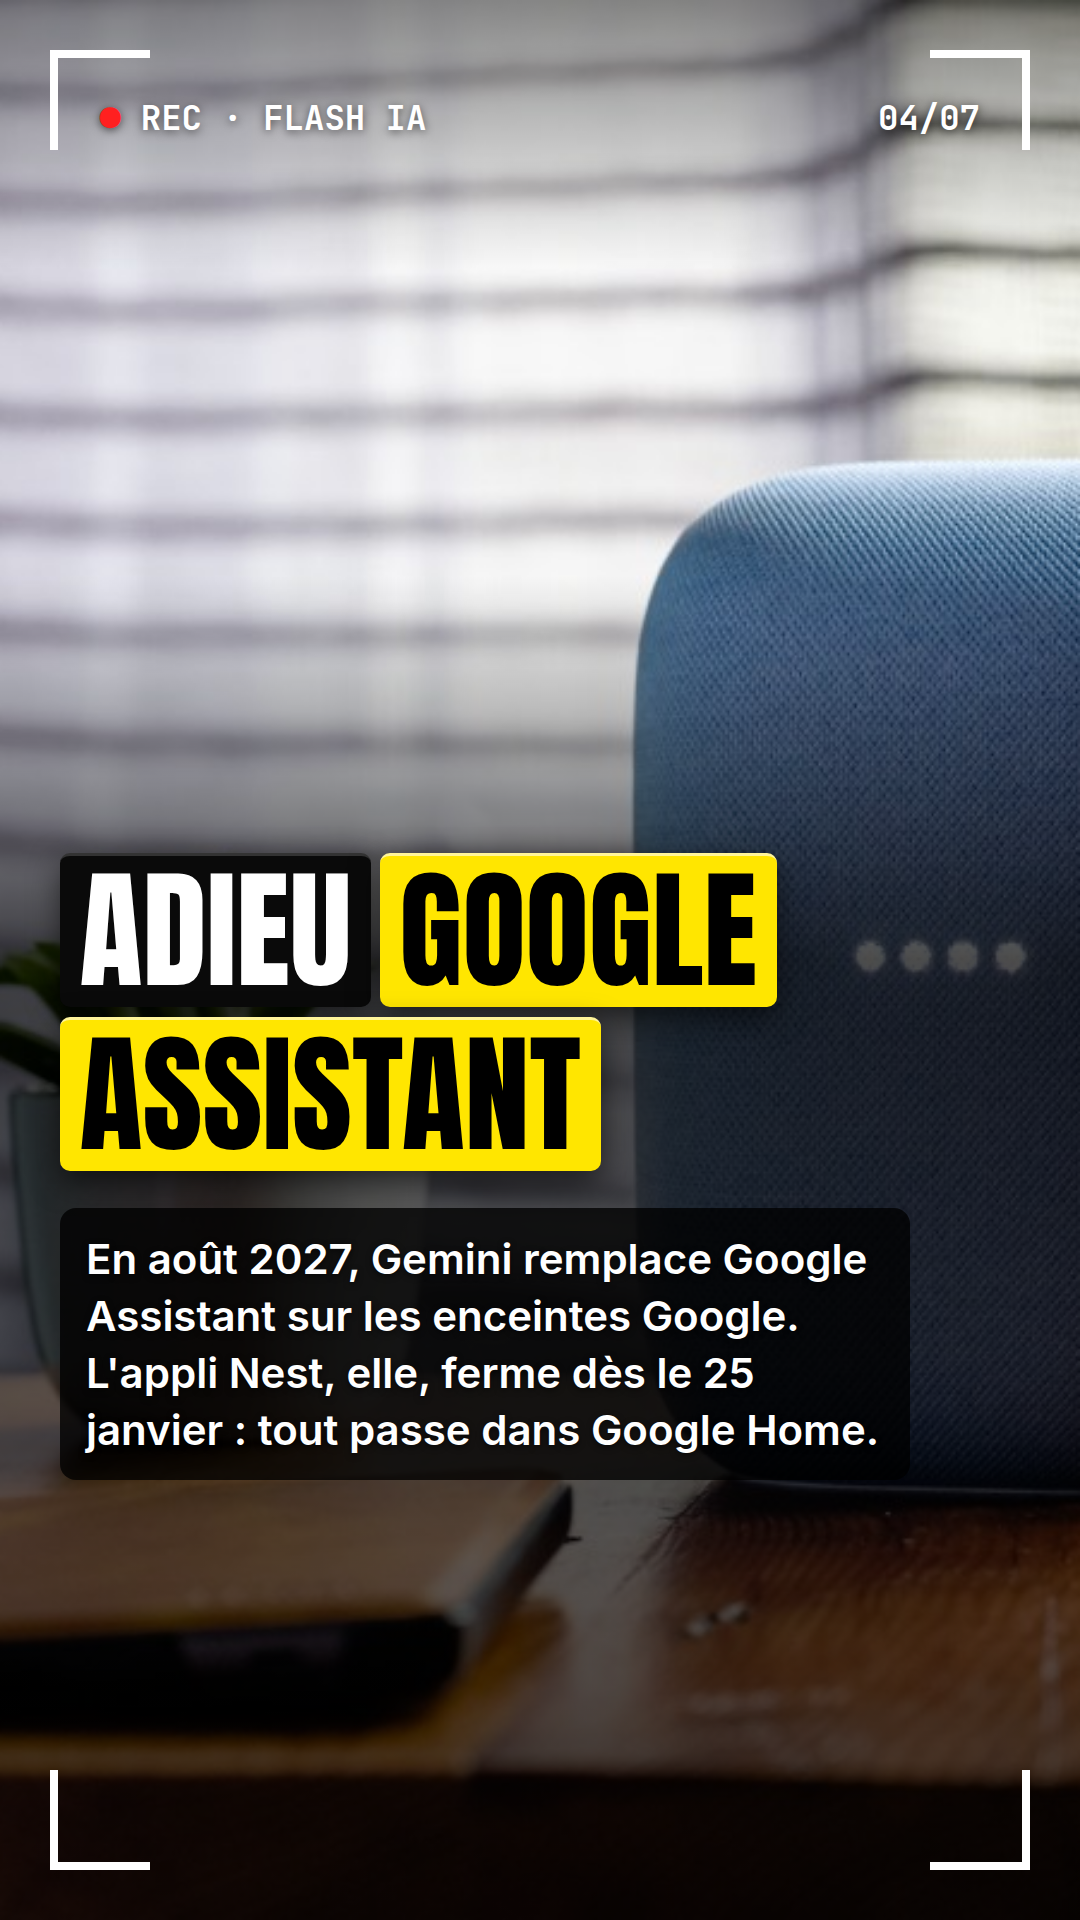 REC · FLASH IA
04/07
ADIEU GOOGLE
ASSISTANT
En août 2027, Gemini remplace Google
Assistant sur les enceintes Google.
L'appli Nest, elle, ferme dès le 25
janvier : tout passe dans Google Home.